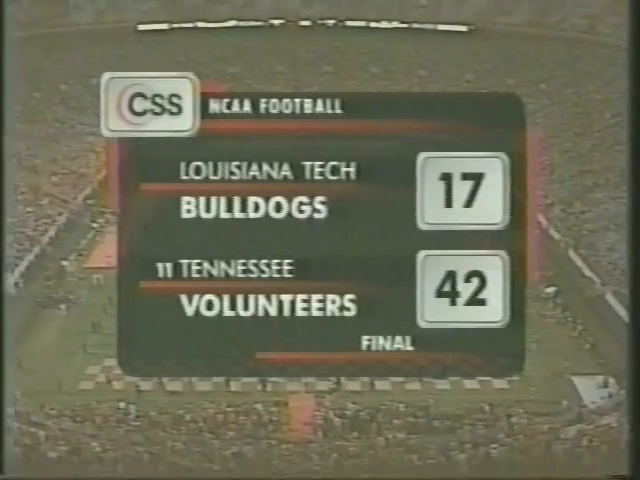 CSS NCAA FOOTBALL
LOUISIANA TECH
BULLDOGS 17
11 TENNESSEE
VOLUNTEERS 42
FINAL